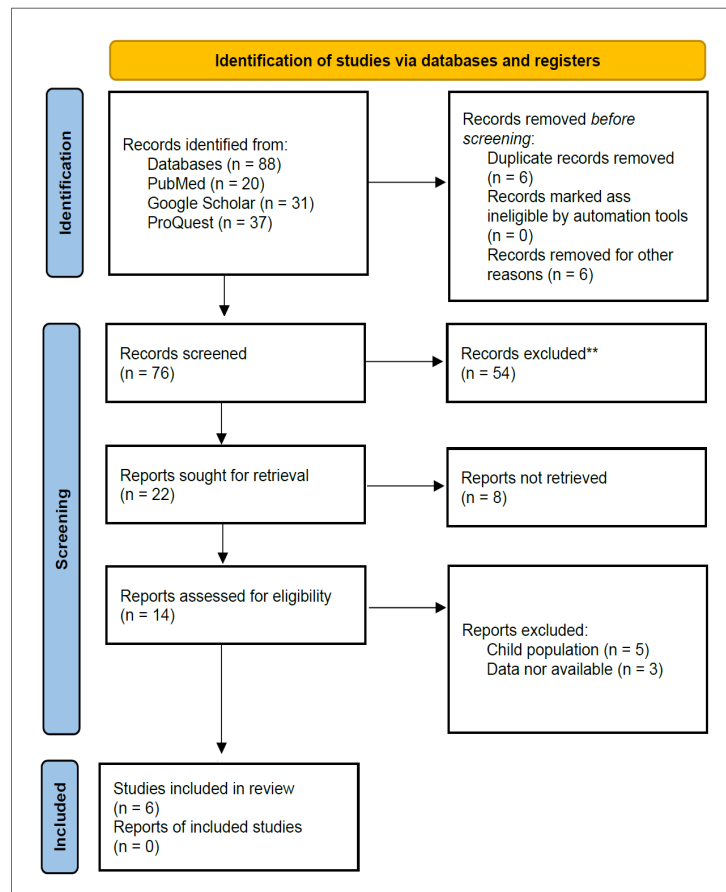 Identification of studies via databases and registers
Identification
Records identified from:
Databases (n = 88)
PubMed (n = 20)
Google Scholar (n = 31)
ProQuest (n = 37)
Records removed before
screening:
Duplicate records removed
(n = 6)
Records marked ass
ineligible by automation tools
(n = 0)
Records removed for other
reasons (n = 6)
Screening
Records screened
(n = 76)
Records excluded**
(n = 54)
Reports sought for retrieval
(n = 22)
Reports not retrieved
(n = 8)
Reports assessed for eligibility
(n = 14)
Reports excluded:
Child population (n = 5)
Data nor available (n = 3)
Included
Studies included in review
(n = 6)
Reports of included studies
(n = 0)